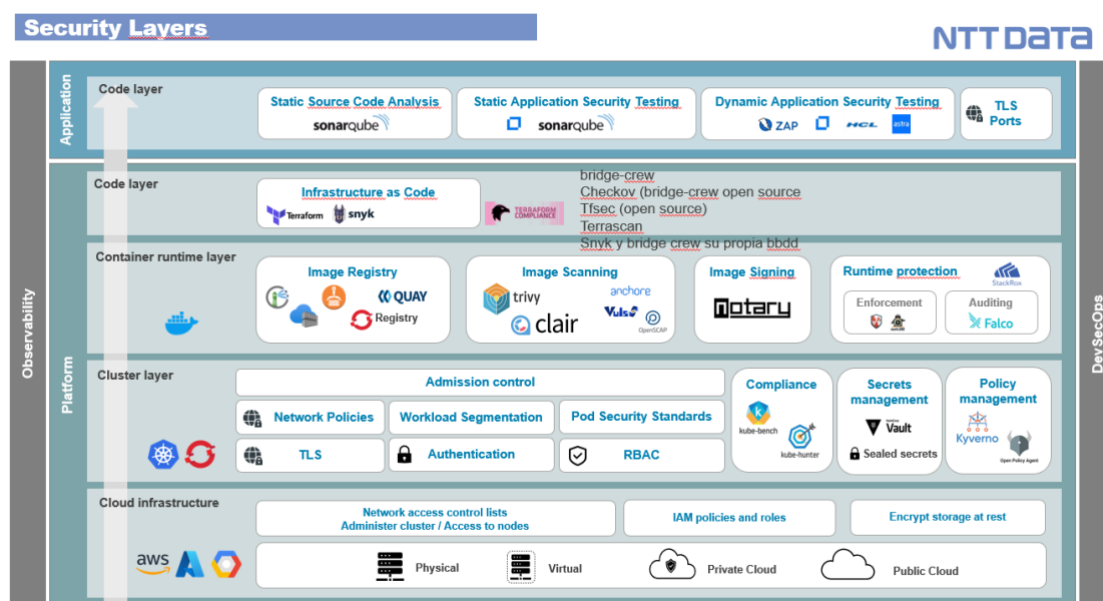 Security Layers
NTT DATA
Observability
DevSecOps
Application
Code layer
Static Source Code Analysis
sonarqube
Static Application Security Testing
sonarqube
Dynamic Application Security Testing
ZAP
HCL
astra
TLS
Ports
Platform
Code layer
Infrastructure as Code
Terraform
snyk
TERRAFORM
COMPLIANCE
bridge-crew
Checkov (bridge-crew open source
Tfsec (open source)
Terrascan
Snyk y bridge crew su propia bbdd
Container runtime layer
Image Registry
QUAY
Registry
Image Scanning
trivy
anchore
clair
Vuls
OpenSCAP
Image Signing
notary
Runtime protection
StackRox
Enforcement
Auditing
Falco
Cluster layer
Admission control
Network Policies
Workload Segmentation
Pod Security Standards
TLS
Authentication
RBAC
Compliance
kube-bench
kube-hunter
Secrets
management
Vault
Sealed secrets
Policy
management
Kyverno
Open Policy Agent
Cloud infrastructure
aws
Network access control lists
Administer cluster / Access to nodes
IAM policies and roles
Encrypt storage at rest
Physical
Virtual
Private Cloud
Public Cloud